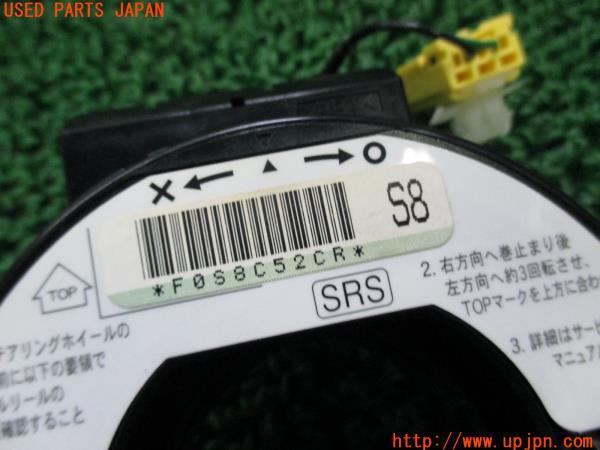 USED PARTS JAPAN
× ← ▲ → O
S8
*F0S8C52CR*
TOP
SRS
2. 右方向へ巻止まり後
左方向へ約3回転させ、
TOPマークを上方に合わ
3. 詳細はサービ
マニュア
テアリングホイールの
前に以下の要領で
ルリールの
確認すること
http://www.upjpn.com/